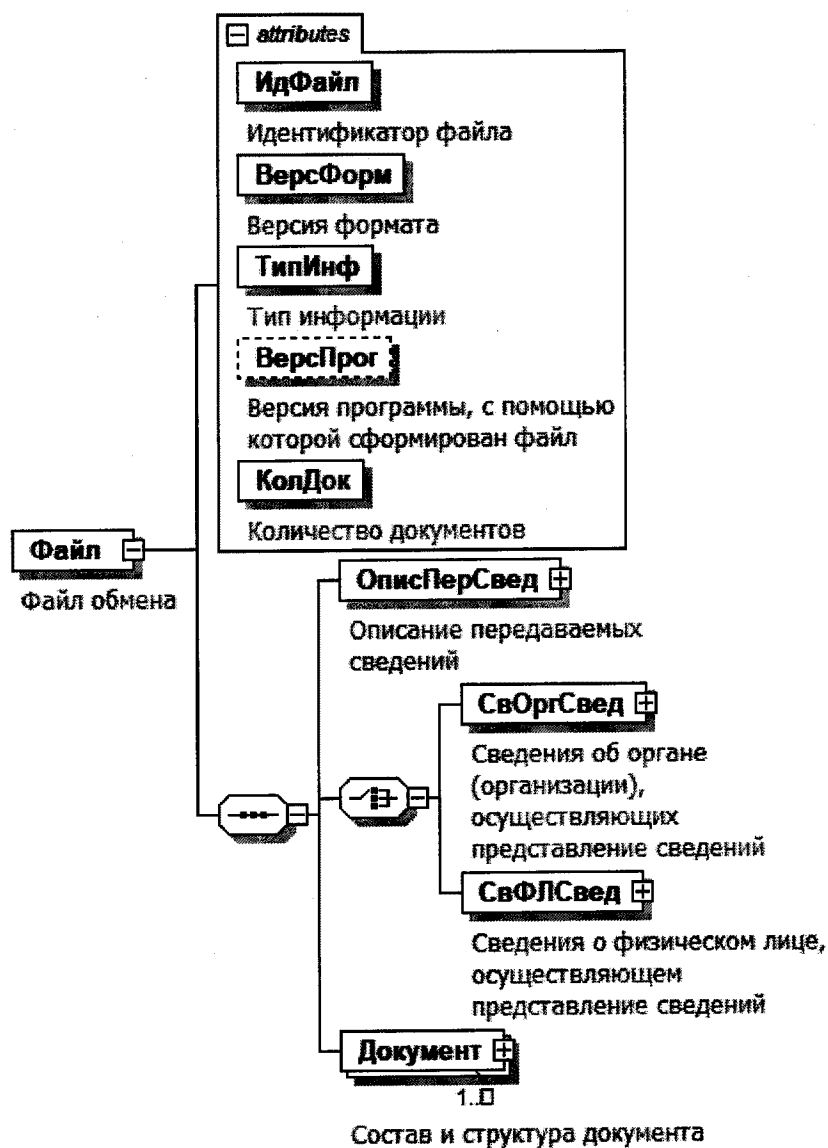 attributes
ИдФайл
Идентификатор файла
ВерсФорм
Версия формата
ТипИнф
Тип информации
ВерсПрог
Версия программы, с помощью
которой сформирован файл
КолДок
Количество документов
Файл
Файл обмена
ОписПерСвед
Описание передаваемых
сведений
СвОргСвед
Сведения об органе
(организации),
осуществляющих
представление сведений
СвФЛСвед
Сведения о физическом лице,
осуществляющем
представление сведений
Документ
1..□
Состав и структура документа